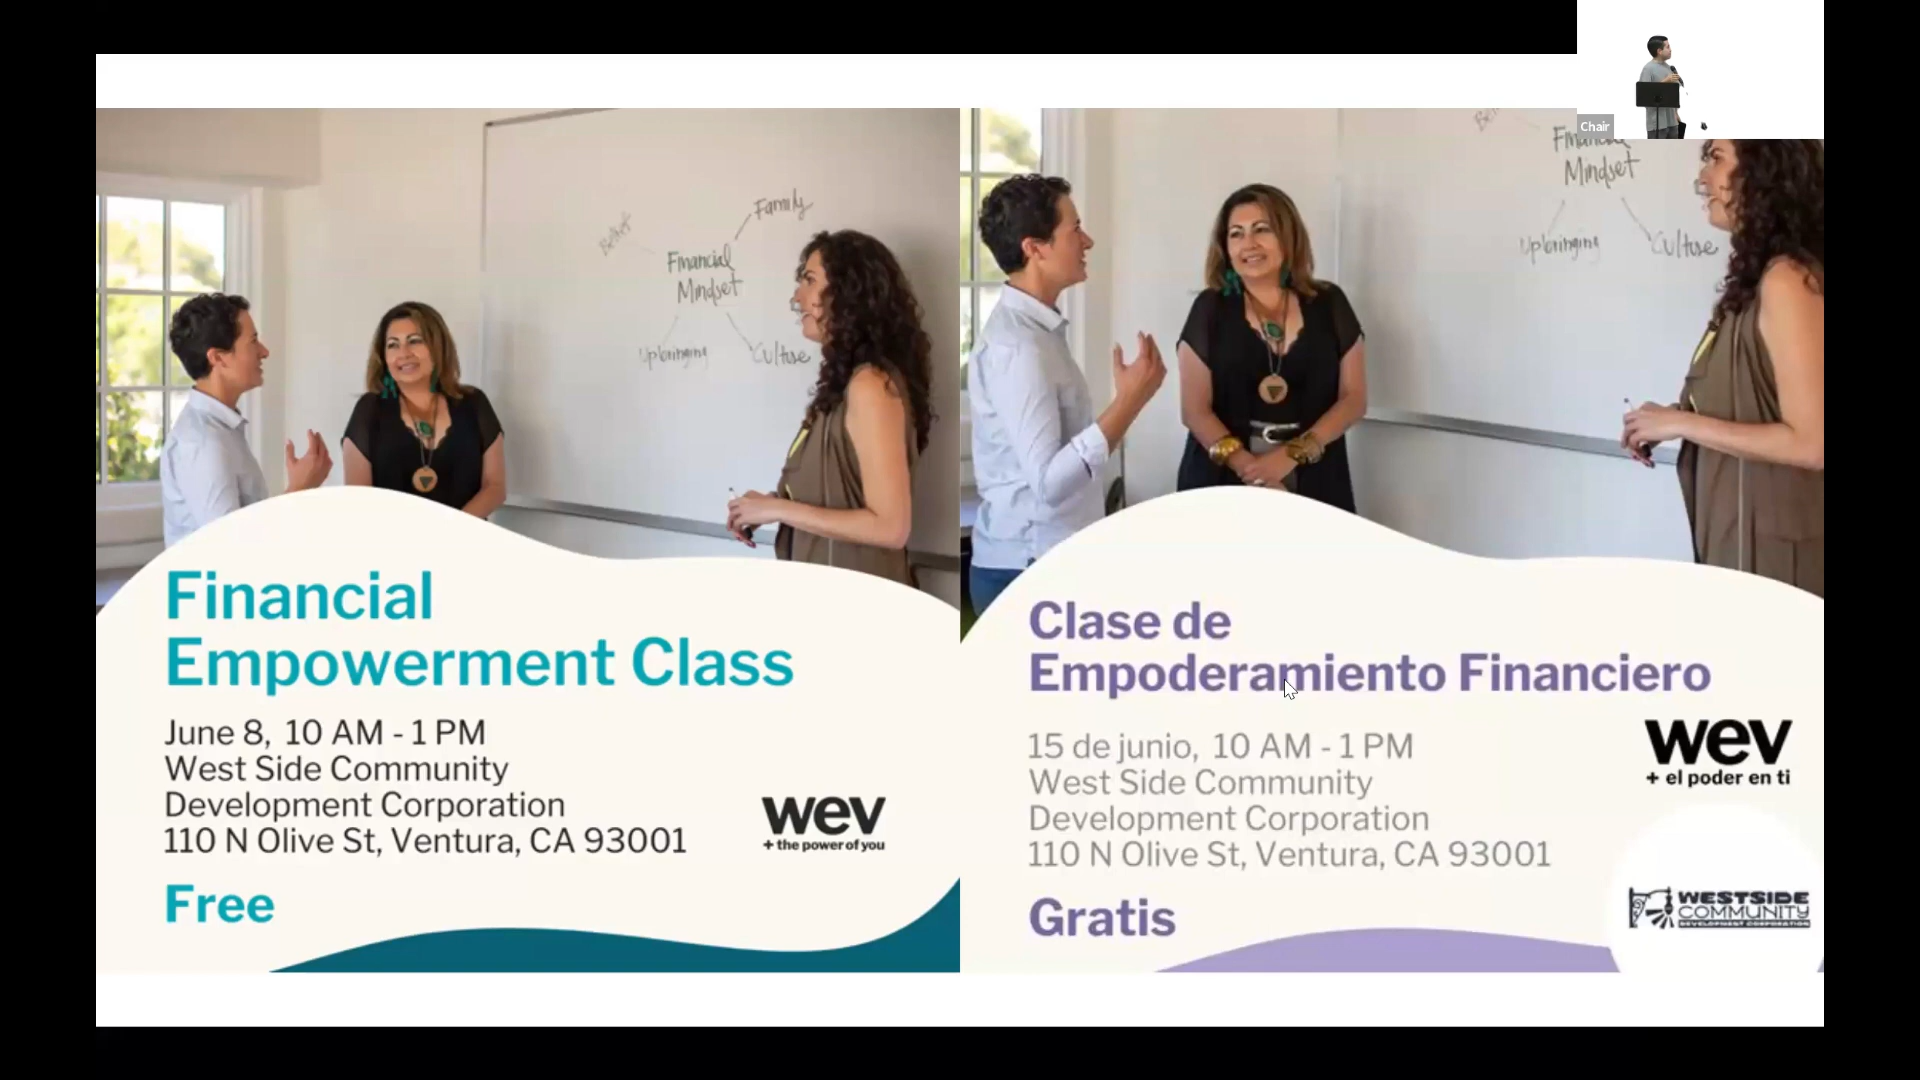 Chair
Belief
Family
Financial
Mindset
Upbringing
Culture
Financial
Empowerment Class
June 8, 10 AM - 1 PM
West Side Community
Development Corporation
110 N Olive St, Ventura, CA 93001
wev
+ the power of you
Free
Financial
Mindset
Upbringing
Culture
Clase de
Empoderamiento Financiero
15 de junio, 10 AM - 1 PM
West Side Community
Development Corporation
110 N Olive St, Ventura, CA 93001
wev
+ el poder en ti
Gratis
WESTSIDE
COMMUNITY
DEVELOPMENT CORPORATION